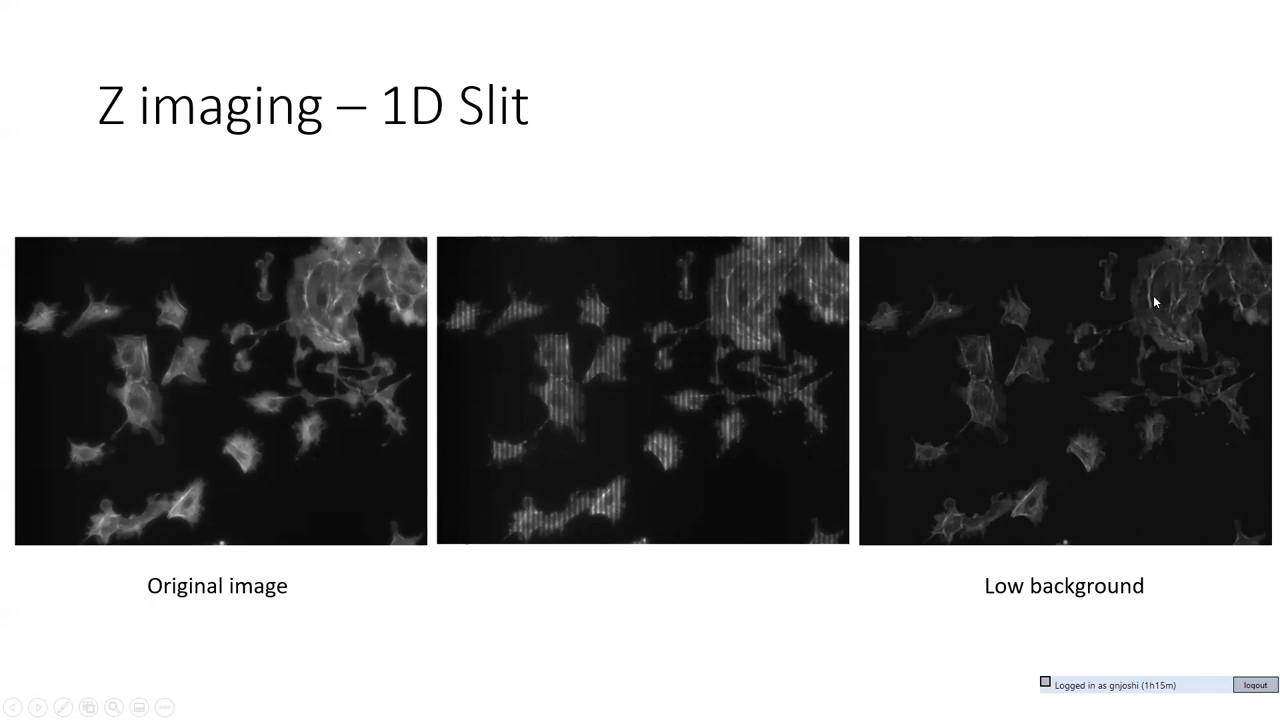 Z imaging – 1D Slit
Original image
Low background
Logged in as gnjoshi (1h15m)
logout